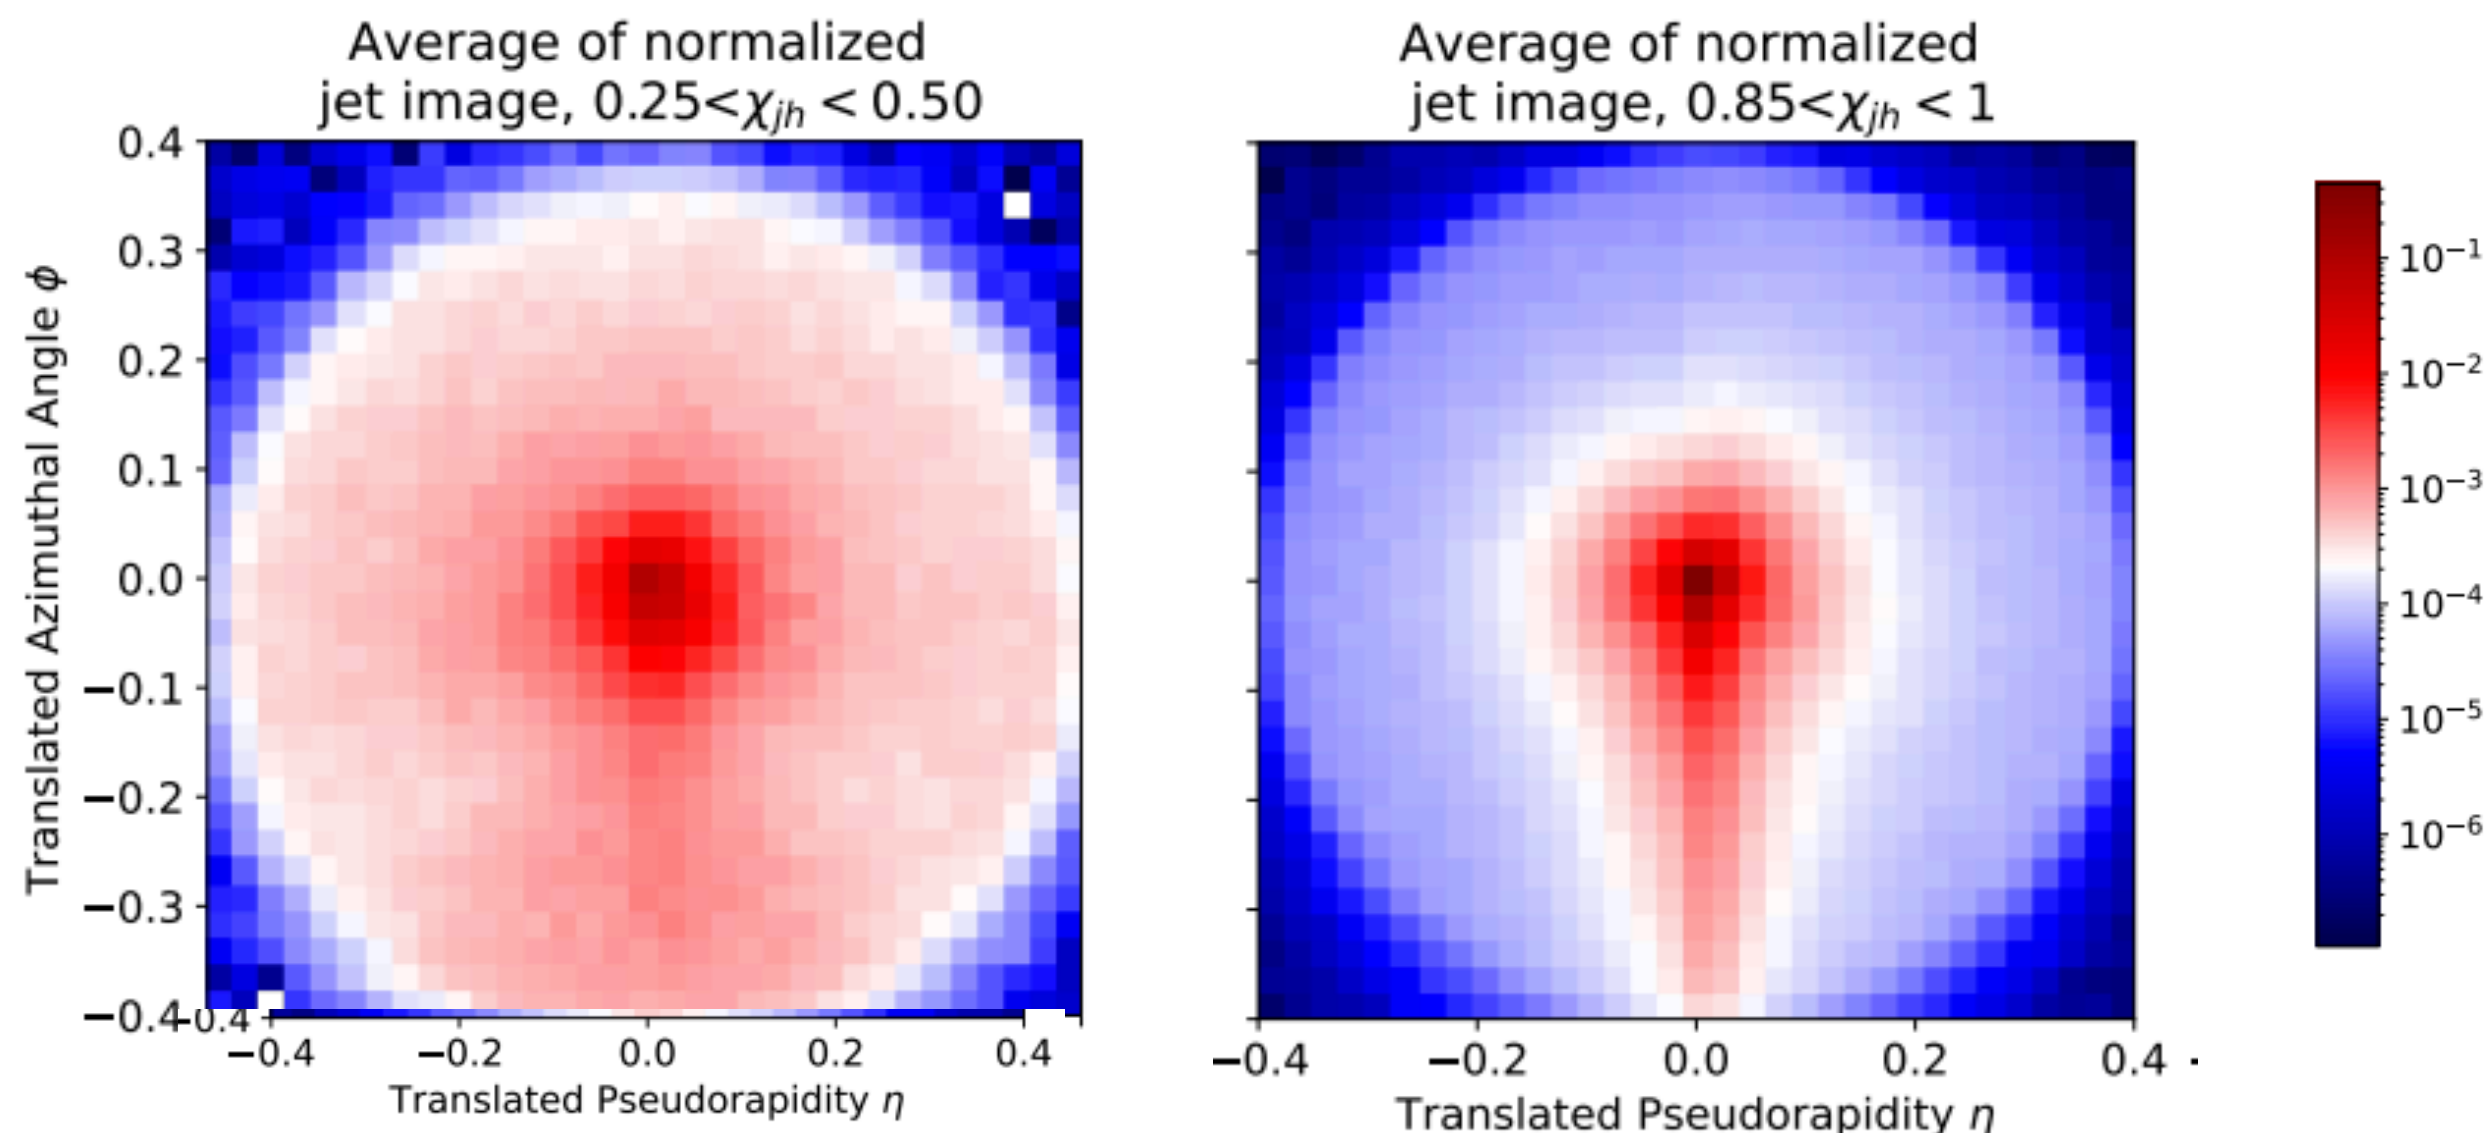 Average of normalized
jet image, 0.25<χjh < 0.50
Average of normalized
jet image, 0.85<χjh < 1
Translated Azimuthal Angle ϕ
0.4
0.3
0.2
0.1
0.0
−0.1
−0.2
−0.3
−0.4
−0.4
−0.4 −0.2 0.0 0.2 0.4
Translated Pseudorapidity η
−0.4 −0.2 0.0 0.2 0.4
Translated Pseudorapidity η
10⁻¹
10⁻²
10⁻³
10⁻⁴
10⁻⁵
10⁻⁶